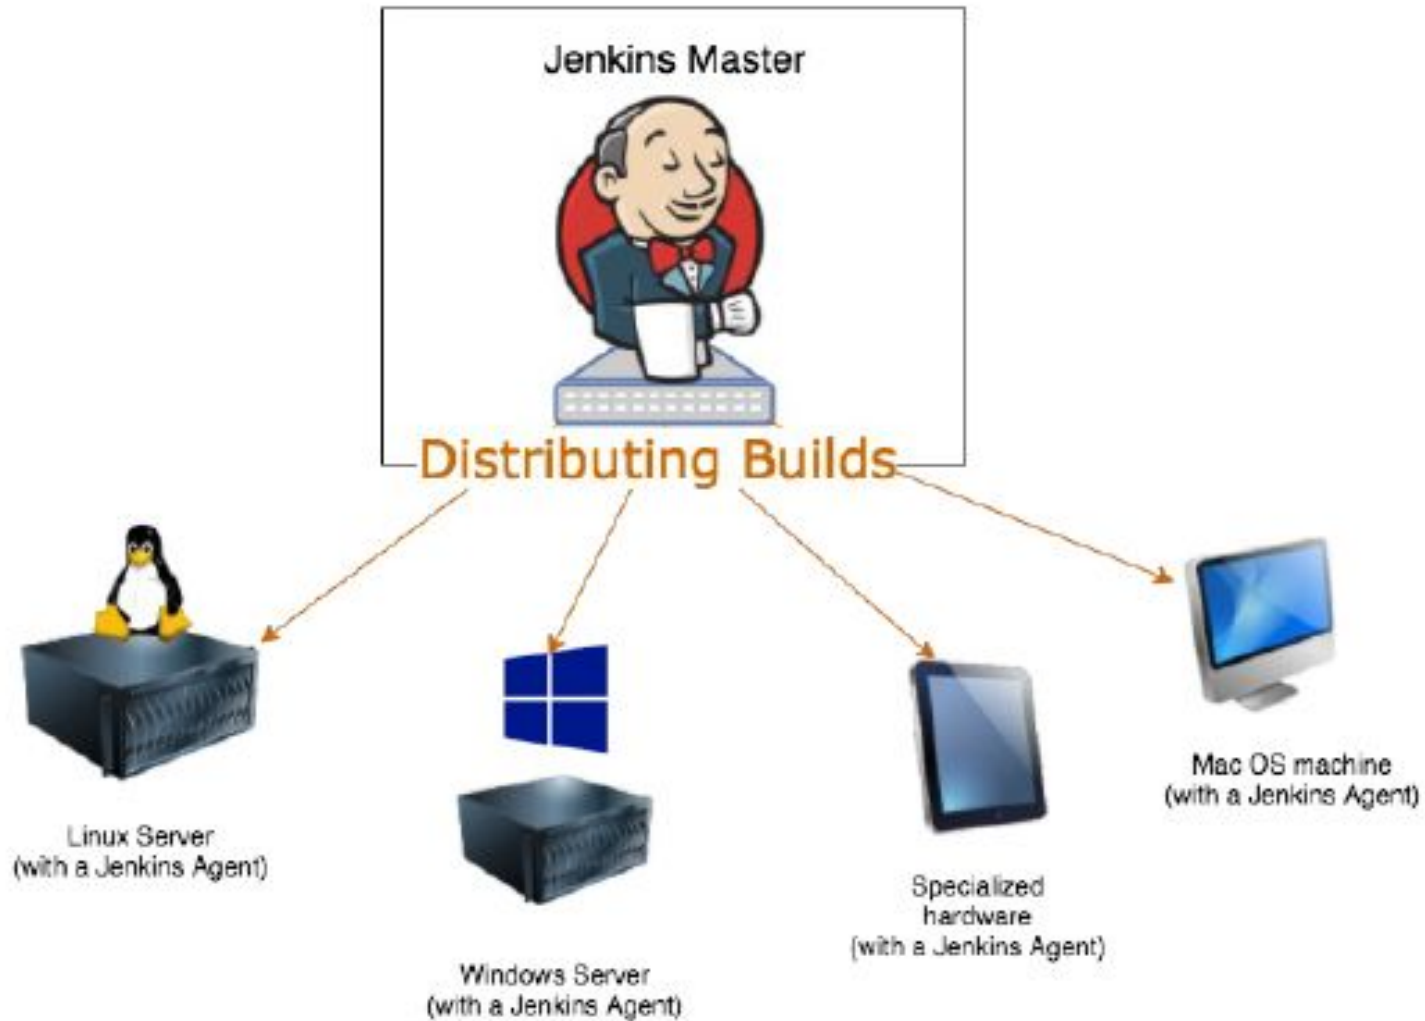 Jenkins Master
Distributing Builds
Linux Server
(with a Jenkins Agent)
Windows Server
(with a Jenkins Agent)
Specialized
hardware
(with a Jenkins Agent)
Mac OS machine
(with a Jenkins Agent)